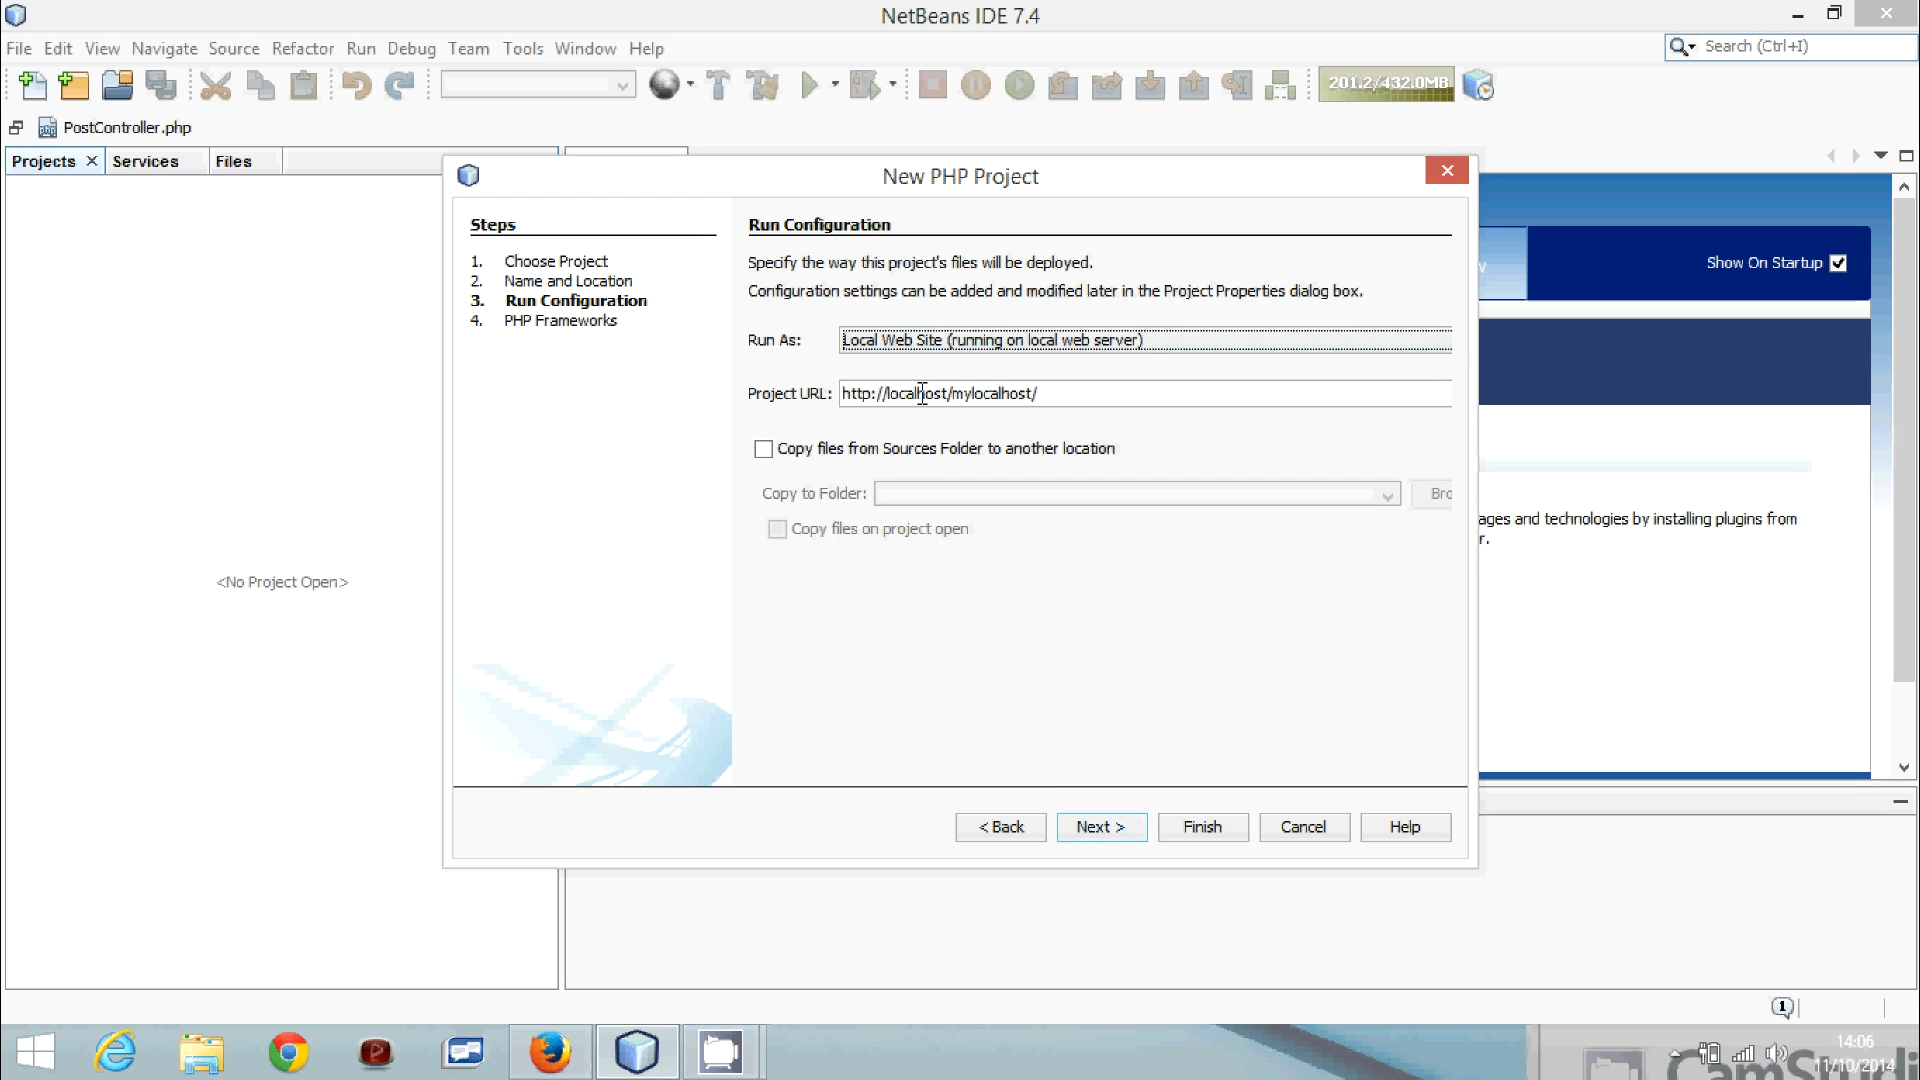 NetBeans IDE 7.4
File Edit View Navigate Source Refactor Run Debug Team Tools Window Help
Search (Ctrl+I)
201.2/432.0MB
PostController.php
Projects Services Files
New PHP Project
Steps
1. Choose Project
2. Name and Location
3. Run Configuration
4. PHP Frameworks
Run Configuration
Specify the way this project's files will be deployed.
Configuration settings can be added and modified later in the Project Properties dialog box.
Run As: Local Web Site (running on local web server)
Project URL: http://localhost/mylocalhost/
Copy files from Sources Folder to another location
Copy to Folder:
Bro
Copy files on project open
< Back Next > Finish Cancel Help
<No Project Open>
Show On Startup
ages and technologies by installing plugins from
r.
1
14:06
11/10/2014
CamStudi